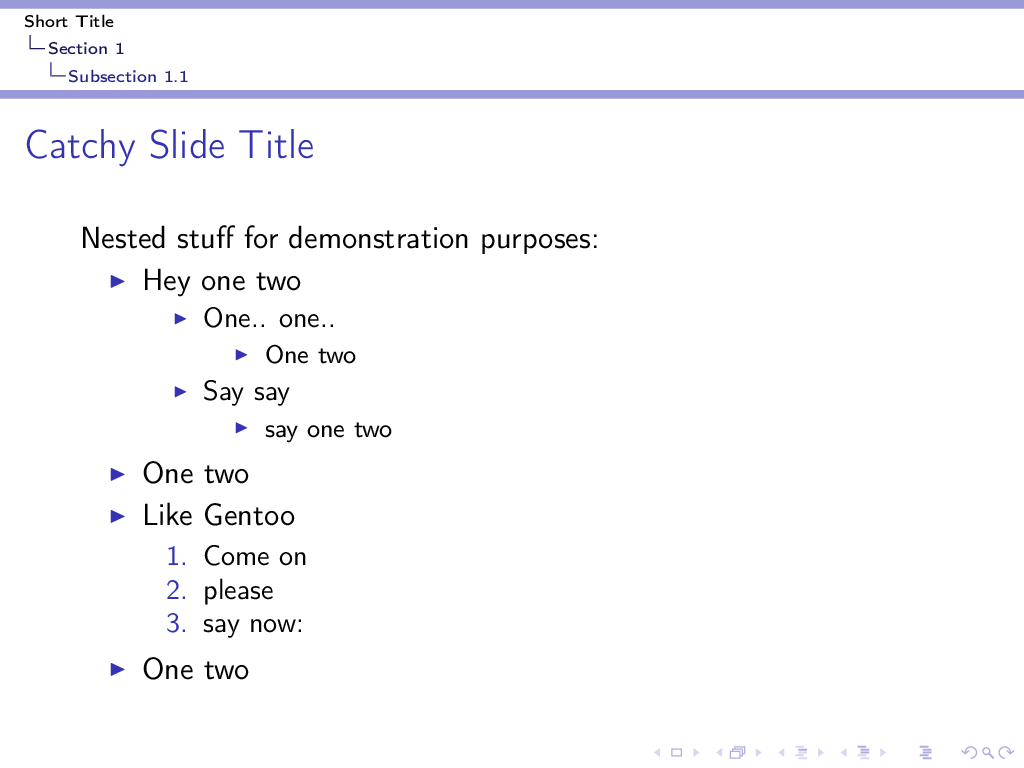 Short Title
Section 1
Subsection 1.1
Catchy Slide Title
Nested stuff for demonstration purposes:
Hey one two
One.. one..
One two
Say say
say one two
One two
Like Gentoo
1. Come on
2. please
3. say now:
One two